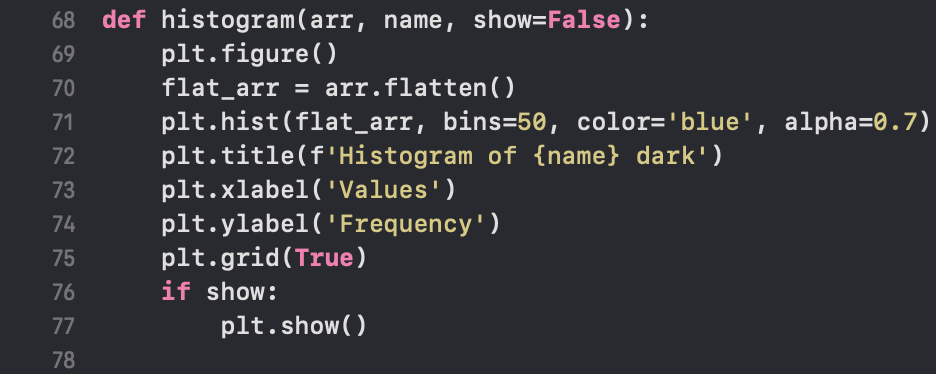 68 def histogram(arr, name, show=False):
69     plt.figure()
70     flat_arr = arr.flatten()
71     plt.hist(flat_arr, bins=50, color='blue', alpha=0.7)
72     plt.title(f'Histogram of {name} dark')
73     plt.xlabel('Values')
74     plt.ylabel('Frequency')
75     plt.grid(True)
76     if show:
77         plt.show()
78